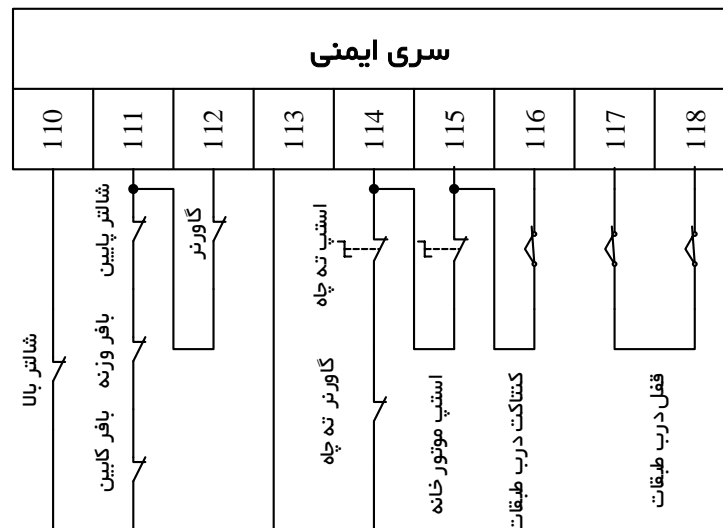 سری ایمنی
110 111 112 113 114 115 116 117 118
شالتر بالا
شالتر پایین
بافر وزنه
بافر کابین
گاورنر
استپ ته چاه
گاورنر ته چاه
استپ موتور خانه
کنتاکت درب طبقات
قفل درب طبقات